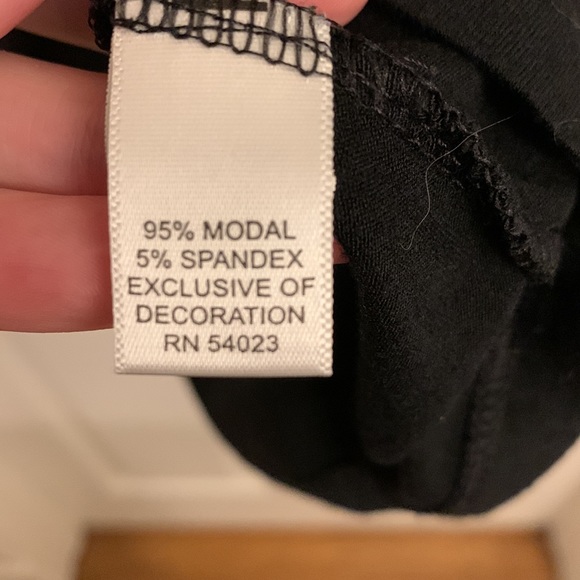 95% MODAL
5% SPANDEX
EXCLUSIVE OF
DECORATION
RN 54023